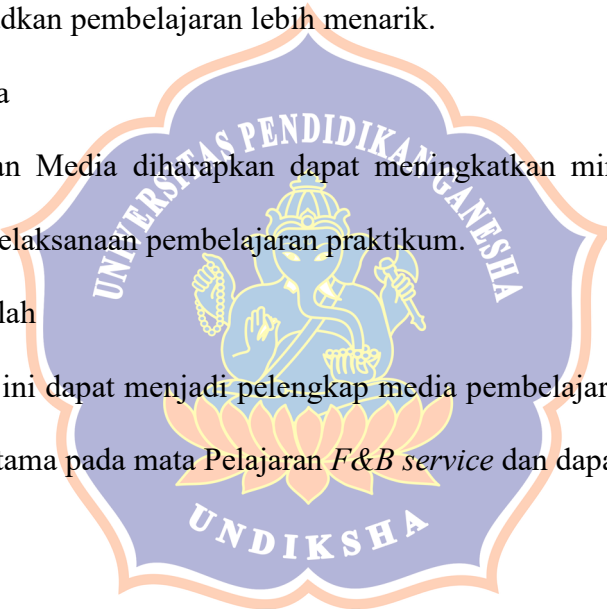 dkan pembelajaran lebih menarik.
a
an Media diharapkan dapat meningkatkan mi
elaksanaan pembelajaran praktikum.
lah
ini dapat menjadi pelengkap media pembelajar
tama pada mata Pelajaran F&B service dan dapa
UNIVERSITAS PENDIDIKAN GANESHA
UNDIKSHA